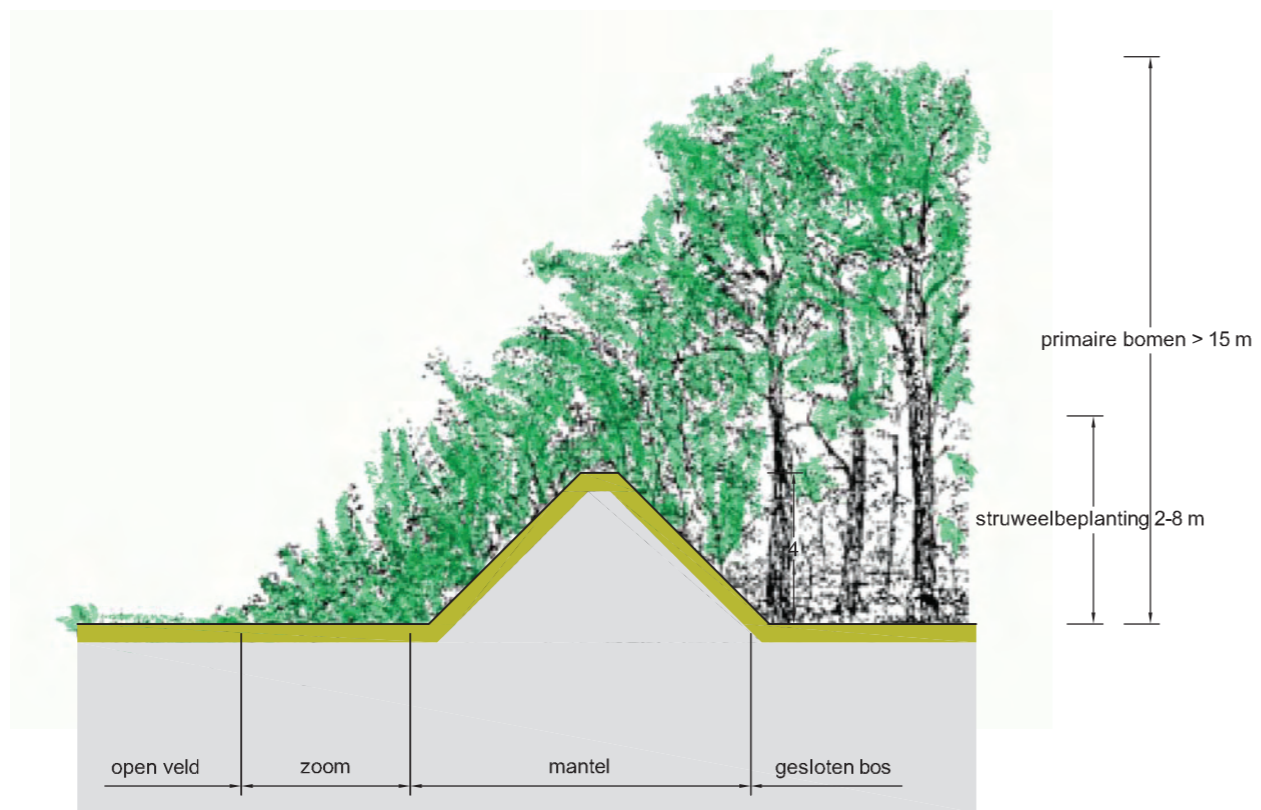 primaire bomen > 15 m
struweelbeplanting 2-8 m
4
open veld
zoom
mantel
gesloten bos